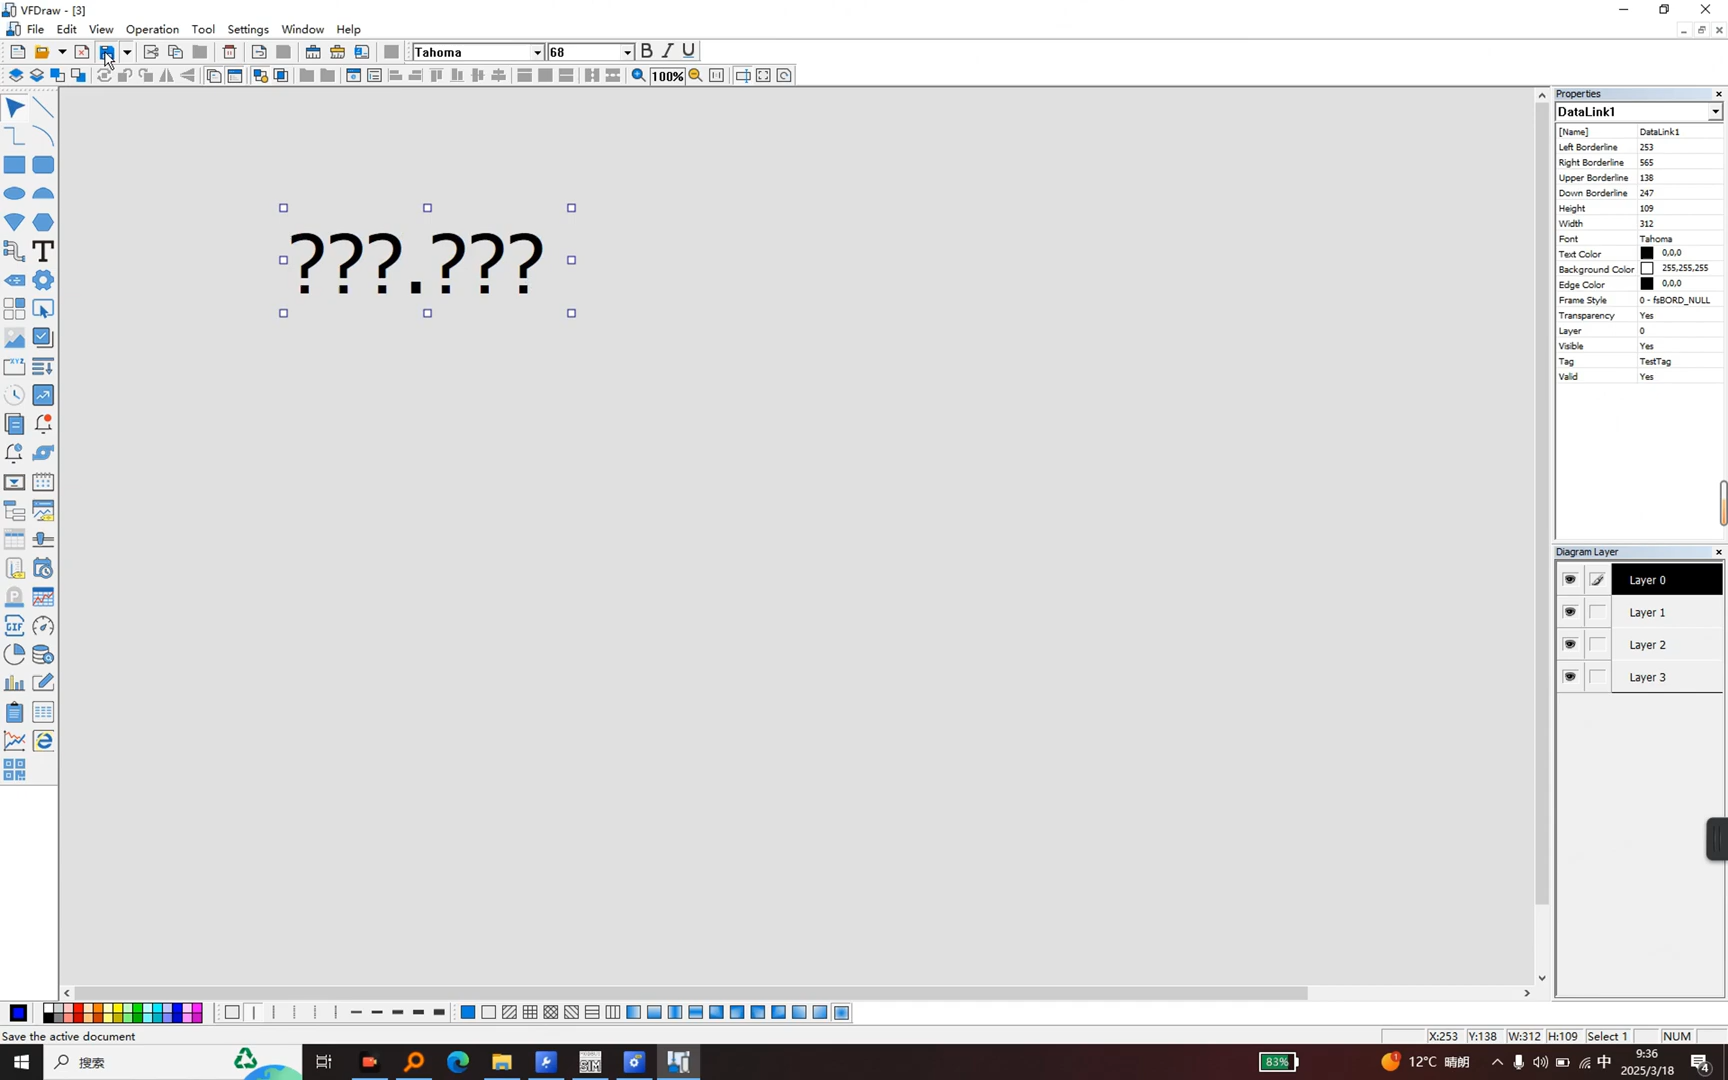 VFDraw - [3]
File Edit View Operation Tool Settings Window Help
Tahoma 68 B I U
100%
T
XYZ
P
GIF
???.???
Properties
DataLink1
[Name] DataLink1
Left Borderline 253
Right Borderline 565
Upper Borderline 138
Down Borderline 247
Height 109
Width 312
Font Tahoma
Text Color 0,0,0
Background Color 255,255,255
Edge Color 0,0,0
Frame Style 0 - fsBORD_NULL
Transparency Yes
Layer 0
Visible Yes
Tag TestTag
Valid Yes
Diagram Layer
Layer 0
Layer 1
Layer 2
Layer 3
Save the active document X:253 Y:138 W:312 H:109 Select 1 NUM
搜索 SIM 83% 1 12°C 晴朗 中 9:36
2025/3/18 4